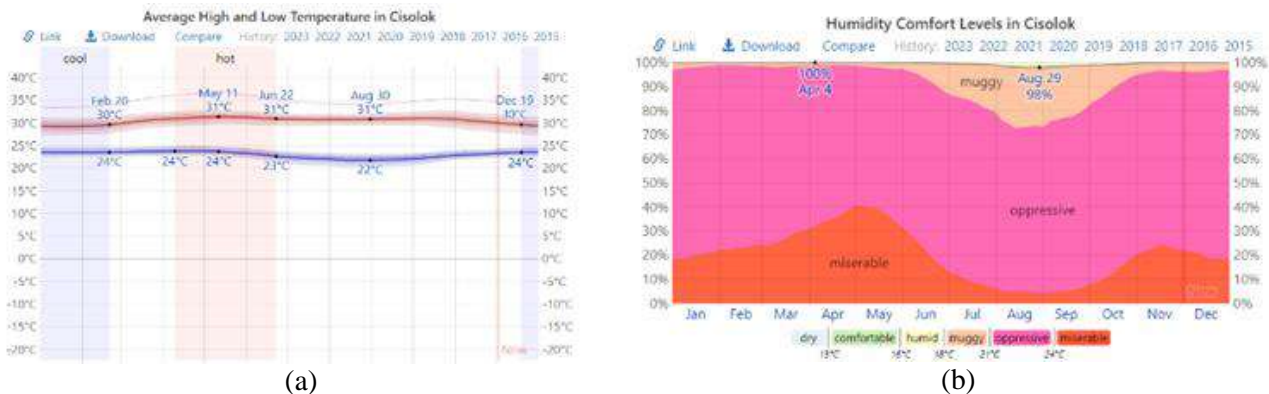 Average High and Low Temperature in Cisolok
Link Download Compare History: 2023 2022 2021 2020 2019 2018 2017 2016 2015
cool hot
40°C 40°C
35°C 35°C
30°C 30°C
25°C 25°C
20°C 20°C
15°C 15°C
10°C 10°C
5°C 5°C
0°C 0°C
-5°C -5°C
-10°C -10°C
-15°C -15°C
-20°C -20°C
Feb 20
30°C
May 11
31°C
Jun 22
31°C
Aug 30
31°C
Dec 19
30°C
24°C 24°C 24°C 23°C 22°C 24°C
Now
(a)
Humidity Comfort Levels in Cisolok
Link Download Compare History: 2023 2022 2021 2020 2019 2018 2017 2016 2015
100% 100%
90% 90%
80% 80%
70% 70%
60% 60%
50% 50%
40% 40%
30% 30%
20% 20%
10% 10%
0% 0%
100%
Apr 4
muggy
Aug 29
98%
oppressive
miserable
Jan Feb Mar Apr May Jun Jul Aug Sep Oct Nov Dec
dry comfortable humid muggy oppressive miserable
13°C 16°C 18°C 21°C 24°C
(b)